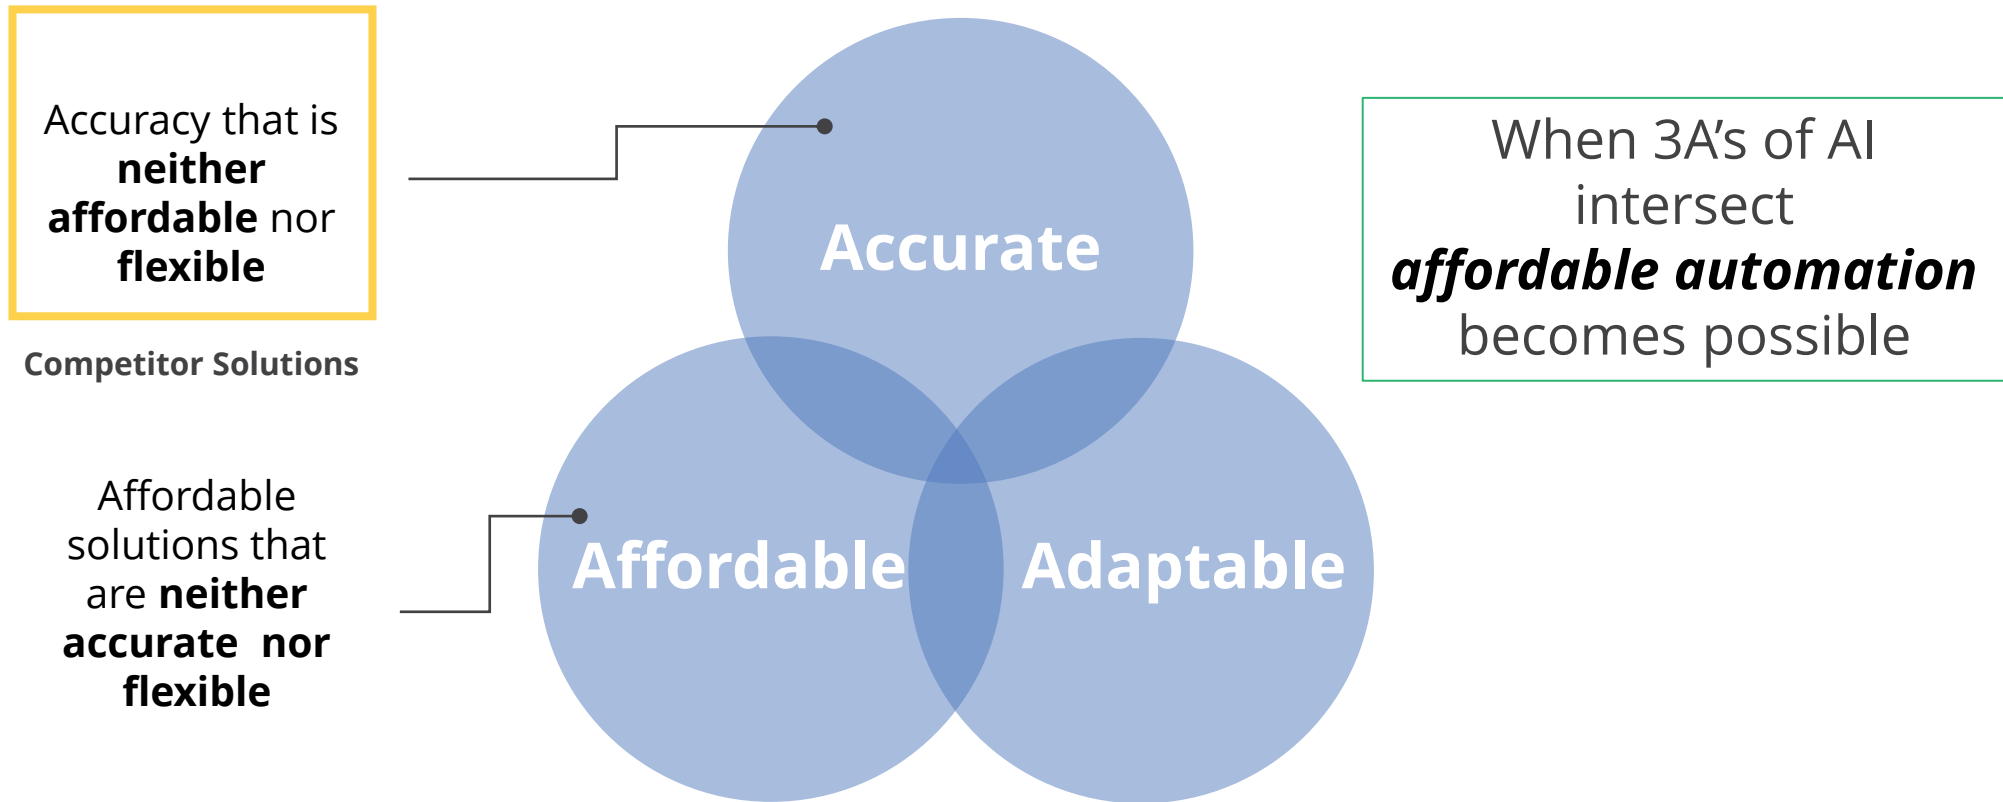 Accuracy that is
neither
affordable nor
flexible
Competitor Solutions
Affordable
solutions that
are neither
accurate  nor
flexible
Accurate
Affordable
Adaptable
When 3A’s of AI
intersect
affordable automation
becomes possible